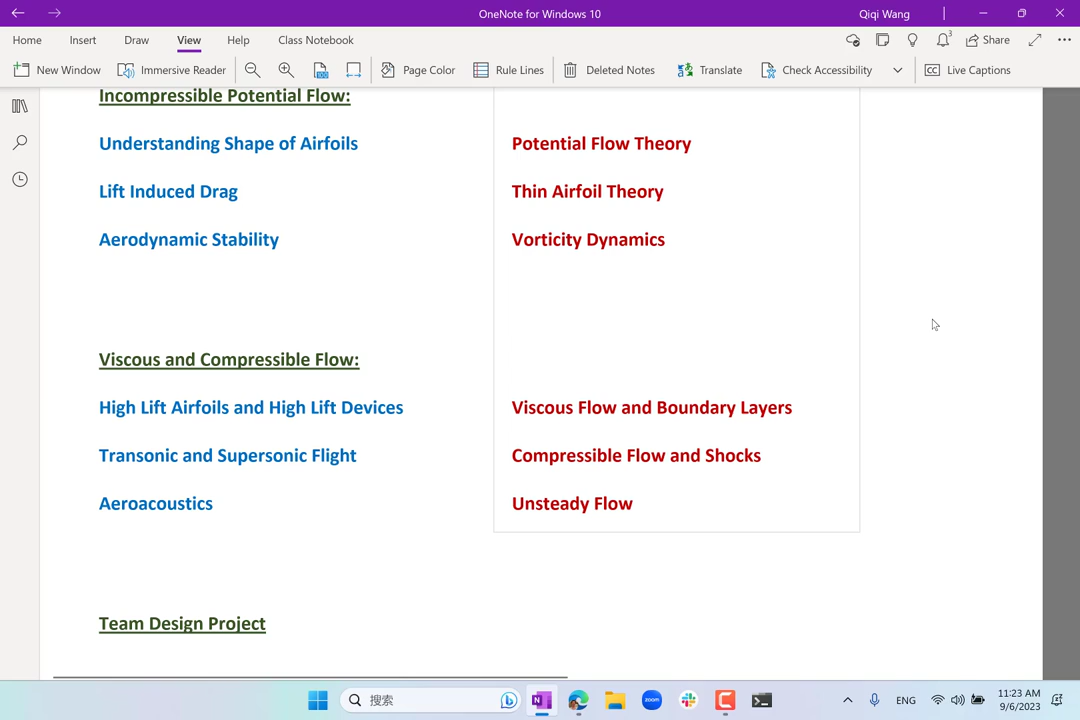 OneNote for Windows 10
Qiqi Wang
Home Insert Draw View Help Class Notebook
3
Share
New Window Immersive Reader Page Color Rule Lines Deleted Notes Translate Check Accessibility Live Captions
Incompressible Potential Flow:
Understanding Shape of Airfoils Potential Flow Theory
Lift Induced Drag Thin Airfoil Theory
Aerodynamic Stability Vorticity Dynamics
Viscous and Compressible Flow:
High Lift Airfoils and High Lift Devices Viscous Flow and Boundary Layers
Transonic and Supersonic Flight Compressible Flow and Shocks
Aeroacoustics Unsteady Flow
Team Design Project
搜索
zoom
ENG
11:23 AM
9/6/2023